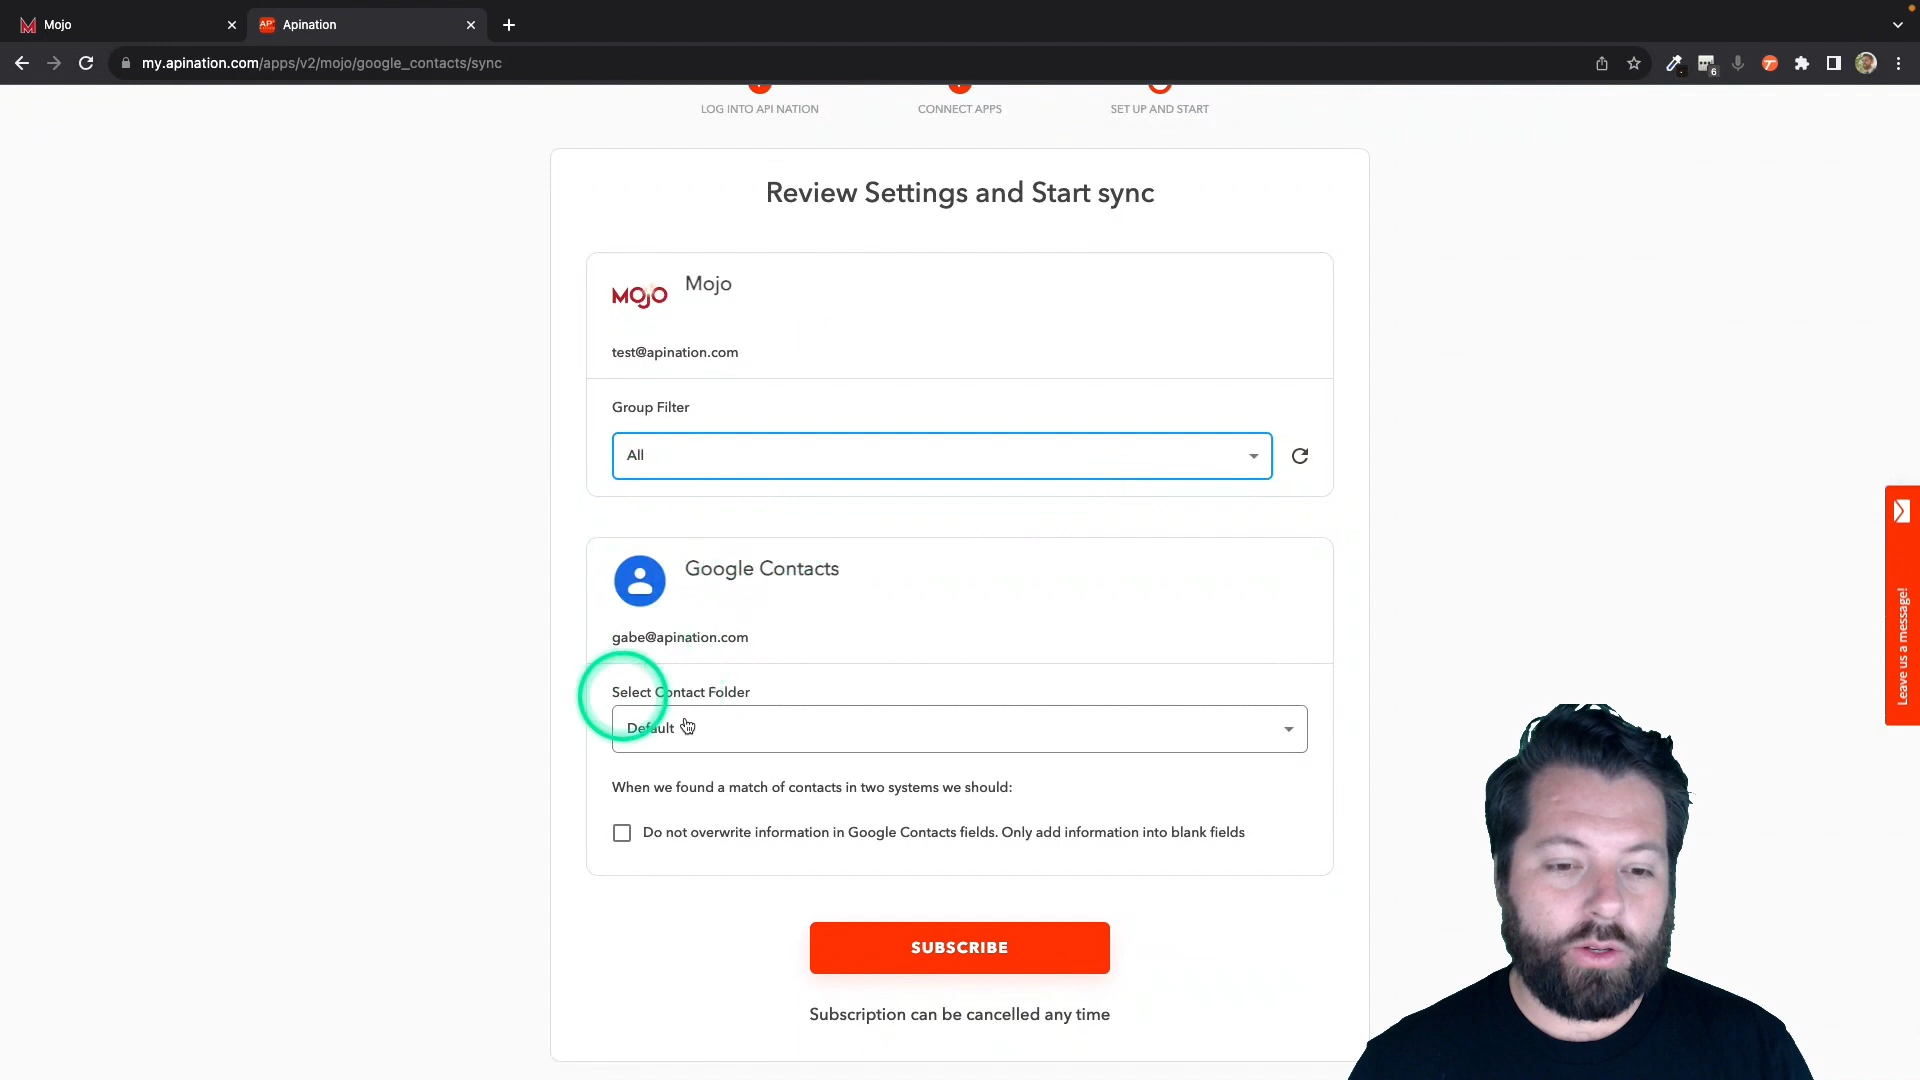 Mojo
Apination
my.apination.com/apps/v2/mojo/google_contacts/sync
6
LOG INTO API NATION
CONNECT APPS
SET UP AND START
Review Settings and Start sync
MOJO
Mojo
test@apination.com
Group Filter
All
Google Contacts
gabe@apination.com
Select Contact Folder
Default
When we found a match of contacts in two systems we should:
Do not overwrite information in Google Contacts fields. Only add information into blank fields
SUBSCRIBE
Subscription can be cancelled any time
Leave us a message!